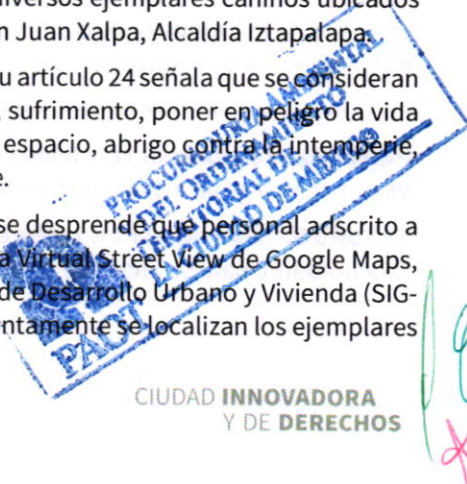 diversos ejemplares caninos ubicados
n Juan Xalpa, Alcaldía Iztapalapa.
u artículo 24 señala que se consideran
, sufrimiento, poner en peligro la vida
espacio, abrigo contra la intemperie,
e.
se desprende que personal adscrito a
a Virtual Street View de Google Maps,
de Desarrollo Urbano y Vivienda (SIG-
ntamente se localizan los ejemplares
PROCURADURÍA AMBIENTAL
DEL ORDENAMIENTO
TERRITORIAL DE
LA CIUDAD DE MÉXICO
PAOT
CIUDAD INNOVADORA
Y DE DERECHOS